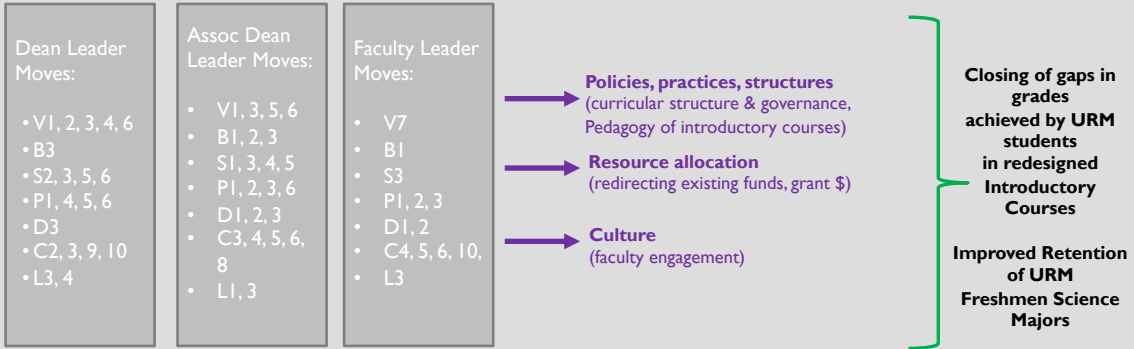 Dean Leader
Moves:
• V1, 2, 3, 4, 6
• B3
• S2, 3, 5, 6
• P1, 4, 5, 6
• D3
• C2, 3, 9, 10
• L3, 4
Assoc Dean
Leader Moves:
• V1, 3, 5, 6
• B1, 2, 3
• S1, 3, 4, 5
• P1, 2, 3, 6
• D1, 2, 3
• C3, 4, 5, 6,
8
• L1, 3
Faculty Leader
Moves:
• V7
• B1
• S3
• P1, 2, 3
• D1, 2
• C4, 5, 6, 10,
• L3
Policies, practices, structures
(curricular structure & governance,
Pedagogy of introductory courses)
Resource allocation
(redirecting existing funds, grant $)
Culture
(faculty engagement)
Closing of gaps in
grades
achieved by URM
students
in redesigned
Introductory
Courses
Improved Retention
of URM
Freshmen Science
Majors